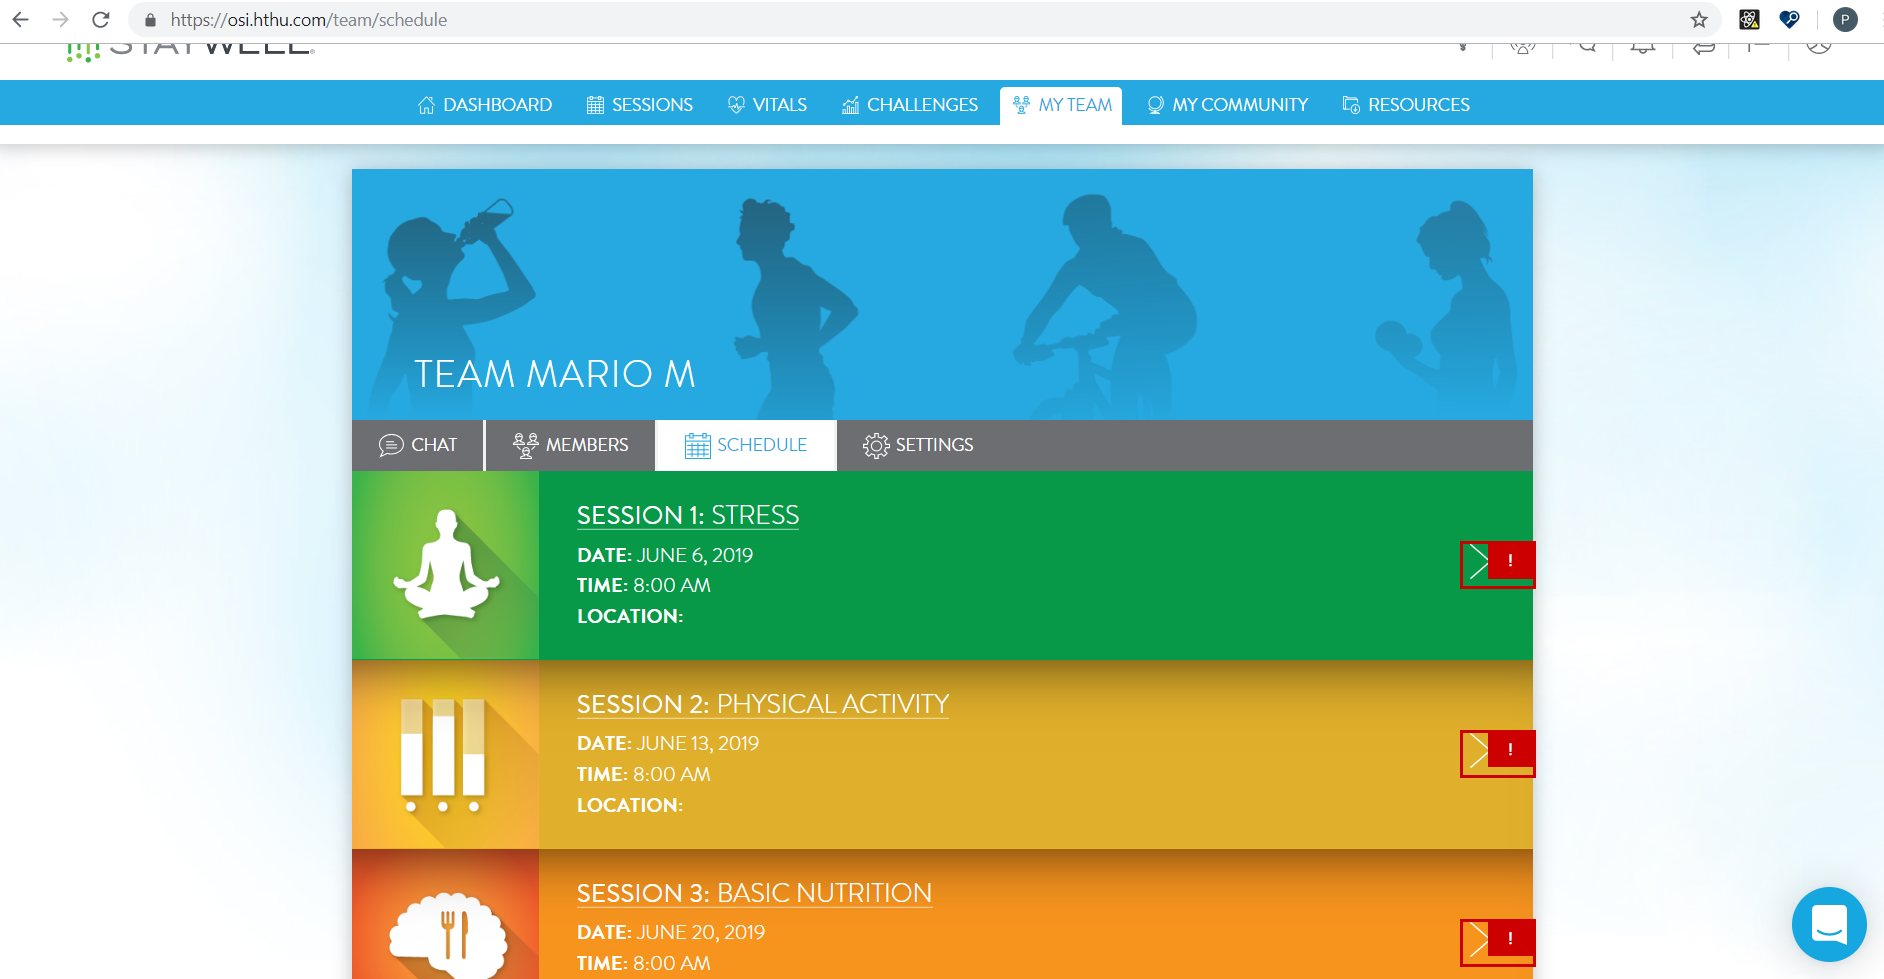 https://osi.hthu.com/team/schedule
P
STAYWELL
DASHBOARD SESSIONS VITALS CHALLENGES MY TEAM MY COMMUNITY RESOURCES
TEAM MARIO M
CHAT MEMBERS SCHEDULE SETTINGS
SESSION 1: STRESS
DATE: JUNE 6, 2019
!
TIME: 8:00 AM
LOCATION:
SESSION 2: PHYSICAL ACTIVITY
DATE: JUNE 13, 2019
!
TIME: 8:00 AM
LOCATION:
SESSION 3: BASIC NUTRITION
DATE: JUNE 20, 2019
!
TIME: 8:00 AM